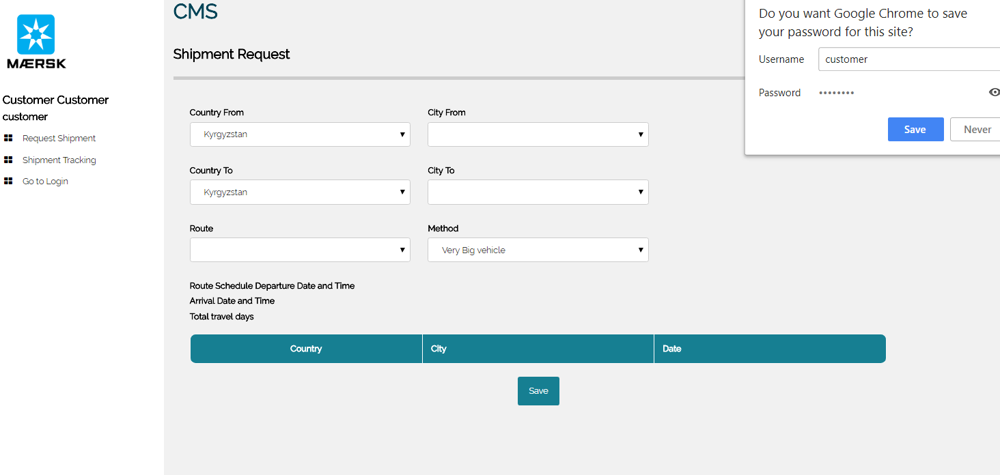 MÆRSK
Customer Customer
customer
Request Shipment
Shipment Tracking
Go to Login
CMS
Shipment Request
Country From
City From
Kyrgyzstan
Country To
City To
Kyrgyzstan
Route
Method
Very Big vehicle
Route Schedule Departure Date and Time
Arrival Date and Time
Total travel days
Country City Date
Save
Do you want Google Chrome to save
your password for this site?
Username customer
Password ••••••••
Save Never